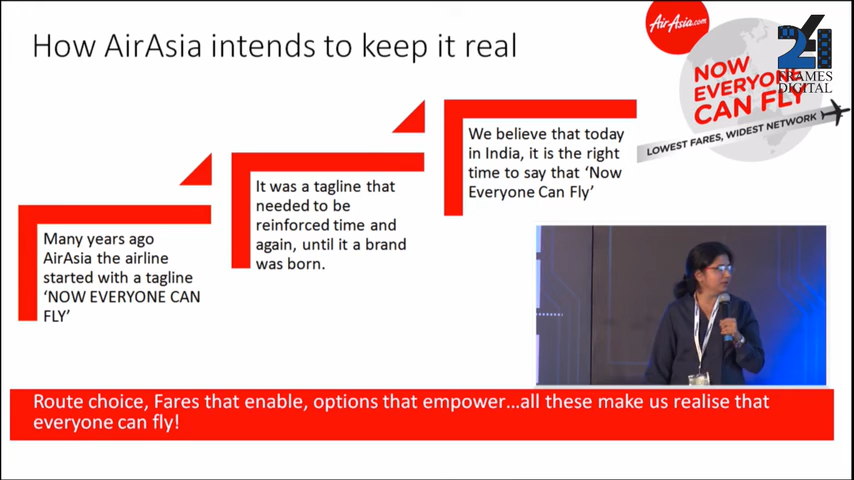 How AirAsia intends to keep it real
AirAsia.com
NOW
EVERYONE
CAN FLY
LOWEST FARES, WIDEST NETWORK
24
FRAMES
DIGITAL
Many years ago
AirAsia the airline
started with a tagline
‘NOW EVERYONE CAN
FLY’
It was a tagline that
needed to be
reinforced time and
again, until it a brand
was born.
We believe that today
in India, it is the right
time to say that ‘Now
Everyone Can Fly’
Route choice, Fares that enable, options that empower…all these make us realise that
everyone can fly!